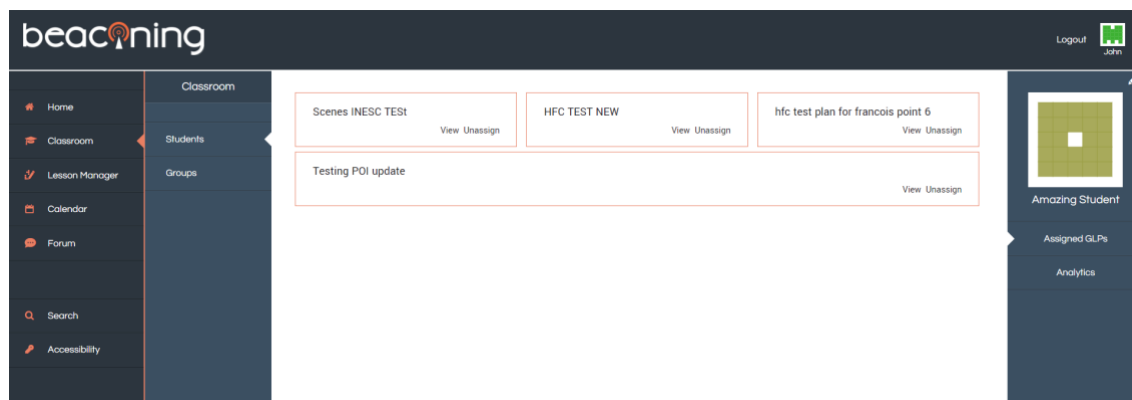 beaconing
Logout
John
Home
Classroom
Lesson Manager
Calendar
Forum
Search
Accessibility
Classroom
Students
Groups
Scenes INESC TESt
View Unassign
HFC TEST NEW
View Unassign
hfc test plan for francois point 6
View Unassign
Testing POI update
View Unassign
Amazing Student
Assigned GLPs
Analytics